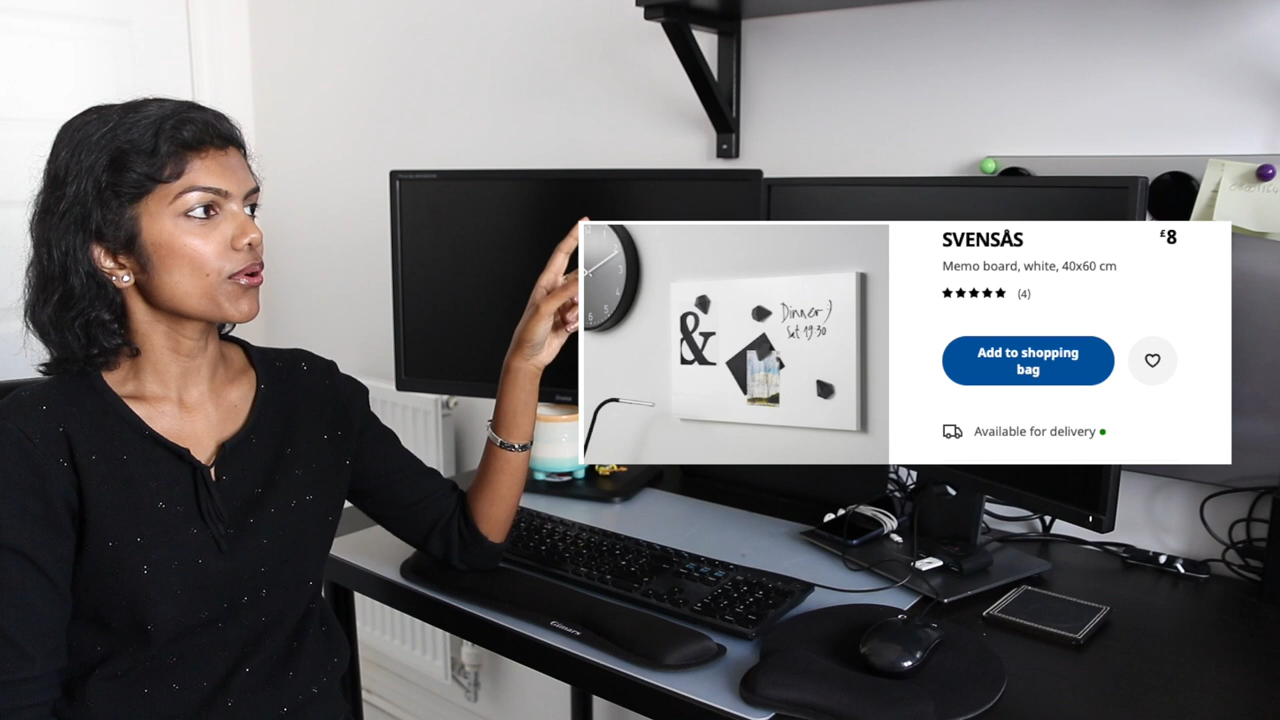 SVENSÅS
£8
Memo board, white, 40x60 cm
(4)
Add to shopping
bag
Available for delivery
&
Dinner
Sat 19:30
Gimars